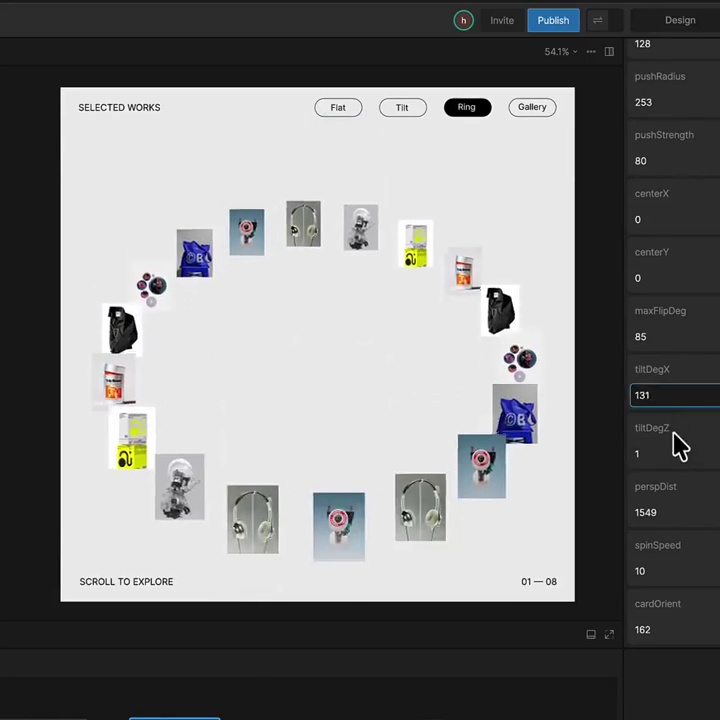 h
Invite
Publish
Design
54.1%
128
SELECTED WORKS
Flat
Tilt
Ring
Gallery
pushRadius
253
pushStrength
80
centerX
0
centerY
0
maxFlipDeg
85
tiltDegX
131
tiltDegZ
1
perspDist
1549
spinSpeed
10
cardOrient
162
SCROLL TO EXPLORE
01 — 08